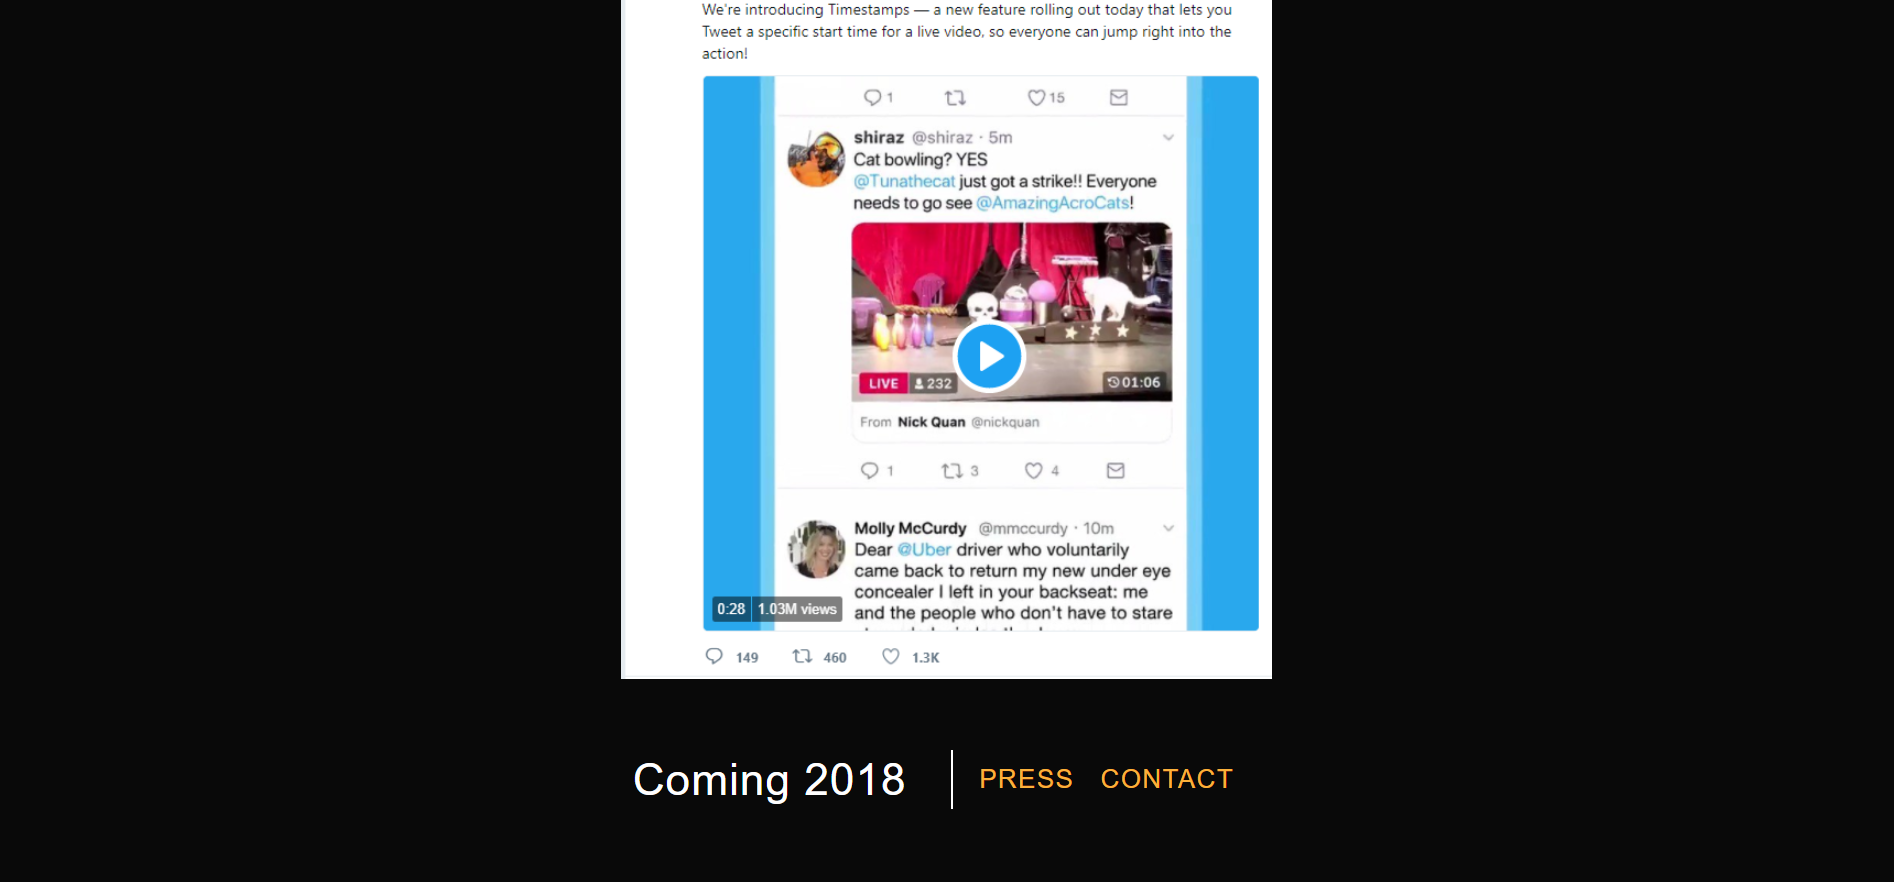 We're introducing Timestamps — a new feature rolling out today that lets you
Tweet a specific start time for a live video, so everyone can jump right into the
action!
1 15
shiraz @shiraz · 5m
Cat bowling? YES
@Tunathecat just got a strike!! Everyone
needs to go see @AmazingAcroCats!
LIVE 232 01:06
From Nick Quan @nickquan
1 3 4
Molly McCurdy @mmccurdy · 10m
Dear @Uber driver who voluntarily
came back to return my new under eye
concealer I left in your backseat: me
and the people who don't have to stare
0:28 1.03M views
149 460 1.3K
Coming 2018 PRESS CONTACT